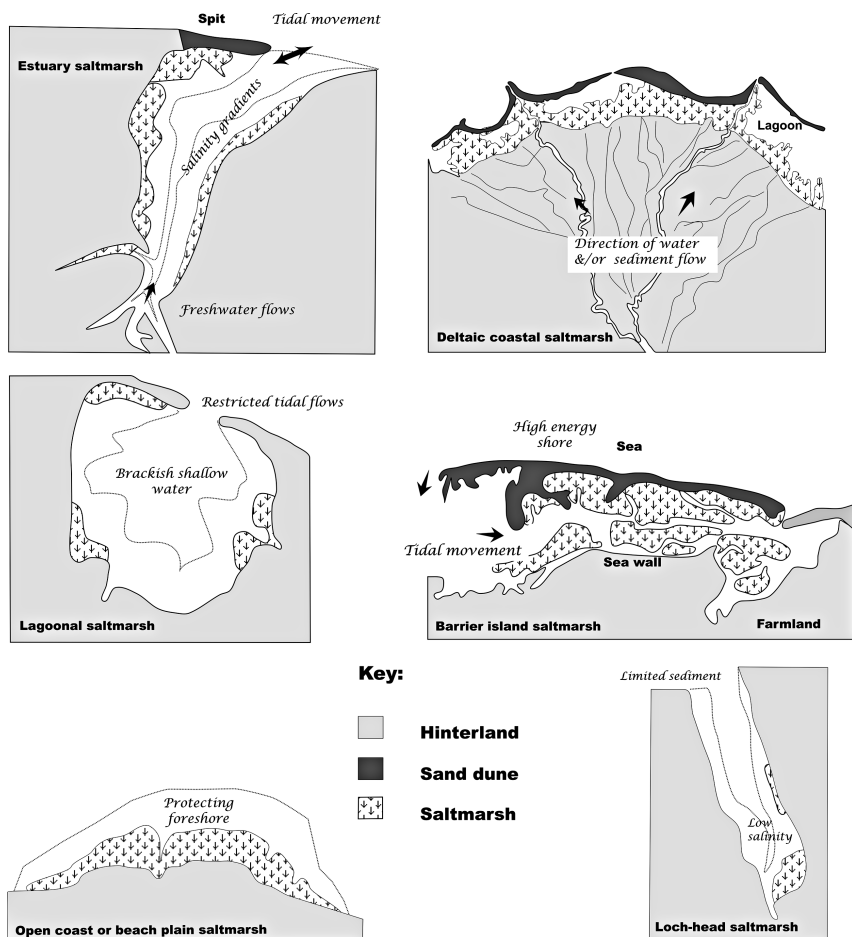 Spit
Tidal movement
Estuary saltmarsh
Salinity gradients
Freshwater flows
Lagoon
Direction of water
&/or sediment flow
Deltaic coastal saltmarsh
Restricted tidal flows
Brackish shallow
water
Lagoonal saltmarsh
High energy
shore
Sea
Tidal movement
Sea wall
Barrier island saltmarsh
Farmland
Key:
Hinterland
Sand dune
Saltmarsh
Protecting
foreshore
Open coast or beach plain saltmarsh
Limited sediment
Low
salinity
Loch-head saltmarsh